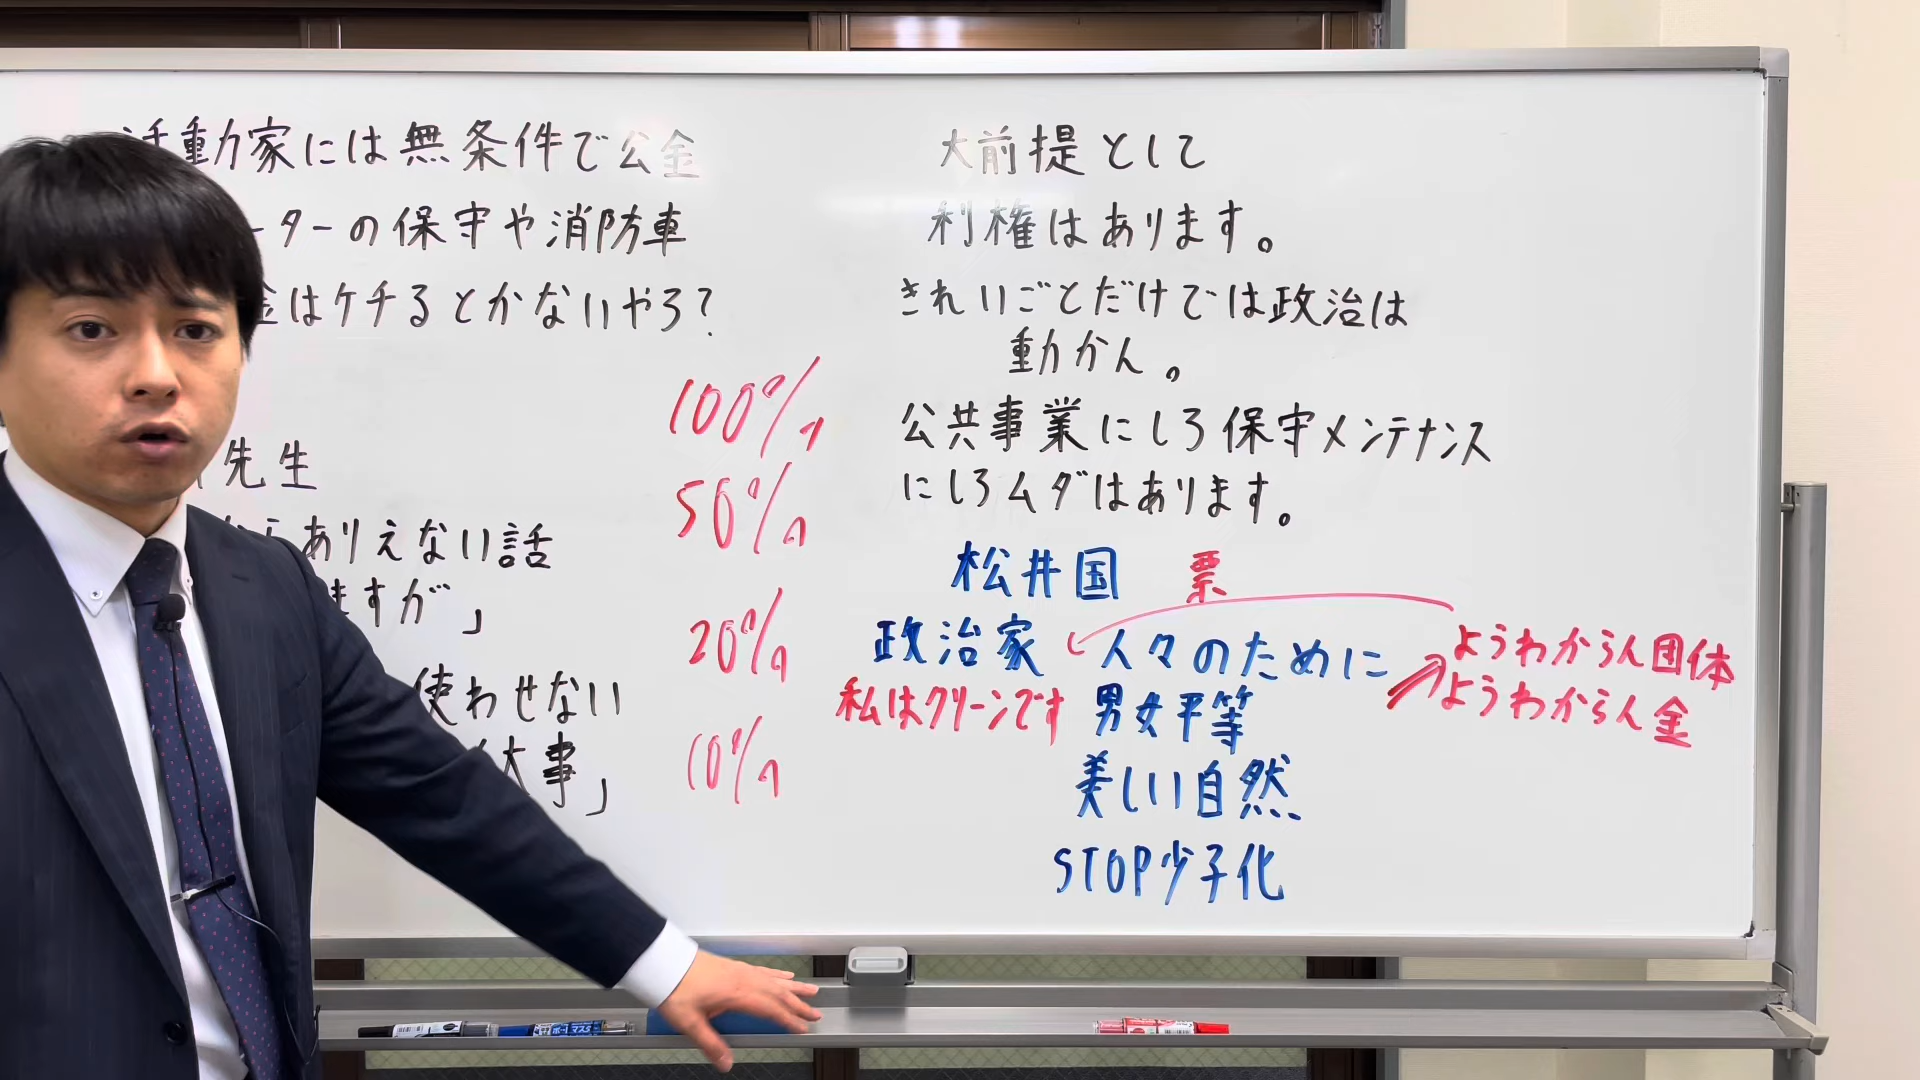 活動家には無条件で公金
ーターの保守や消防車
金はケチるとかないやろ?
先生
らありえない話
ますが」
使わせない
大事」
100%
50%
20%
10%
大前提として
利権はあります。
きれいごとだけでは政治は
動かん。
公共事業にしろ保守メンテナンス
にしろムダはあります。
松井国 票
政治家 人々のために
私はクリーンです 男女平等
美しい自然
STOP少子化
ようわからん団体
ようわからん金